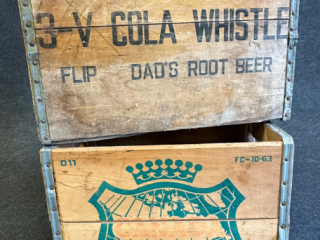 3-V COLA WHISTLE
FLIP DAD'S ROOT BEER
D11 FC-10-63